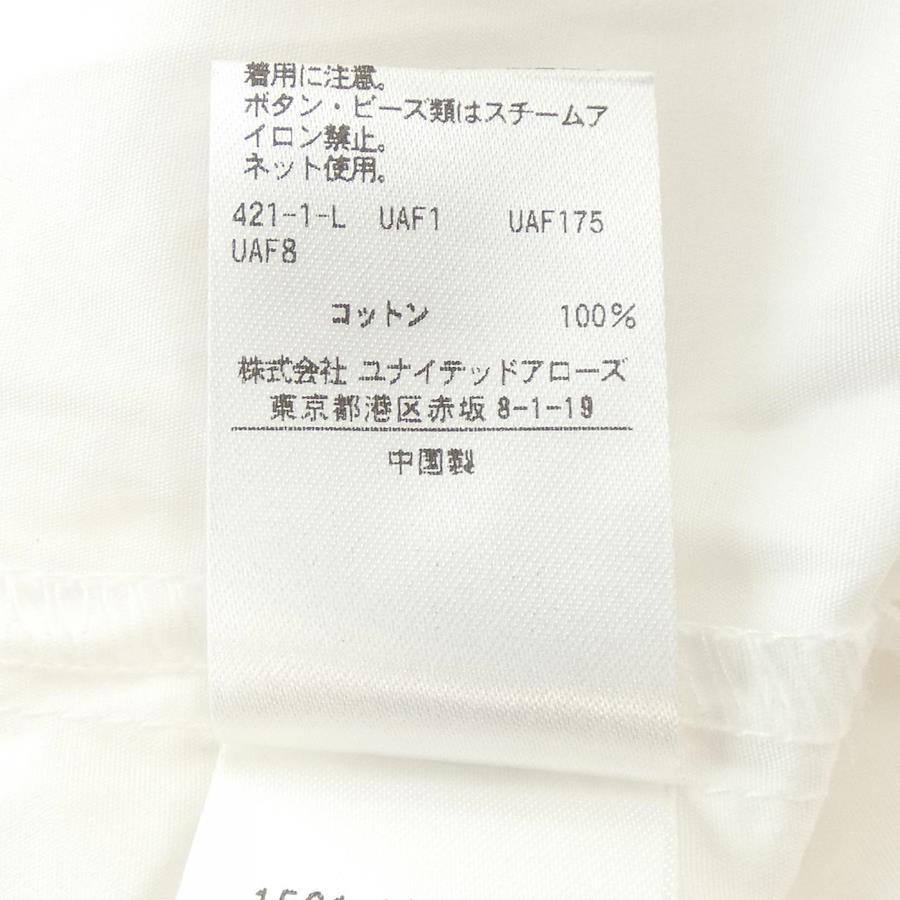 着用に注意。
ボタン・ビーズ類はスチームア
イロン禁止。
ネット使用。
421-1-L UAF1 UAF175
UAF8
コットン 100%
株式会社 ユナイテッドアローズ
東京都港区赤坂 8-1-19
中国製